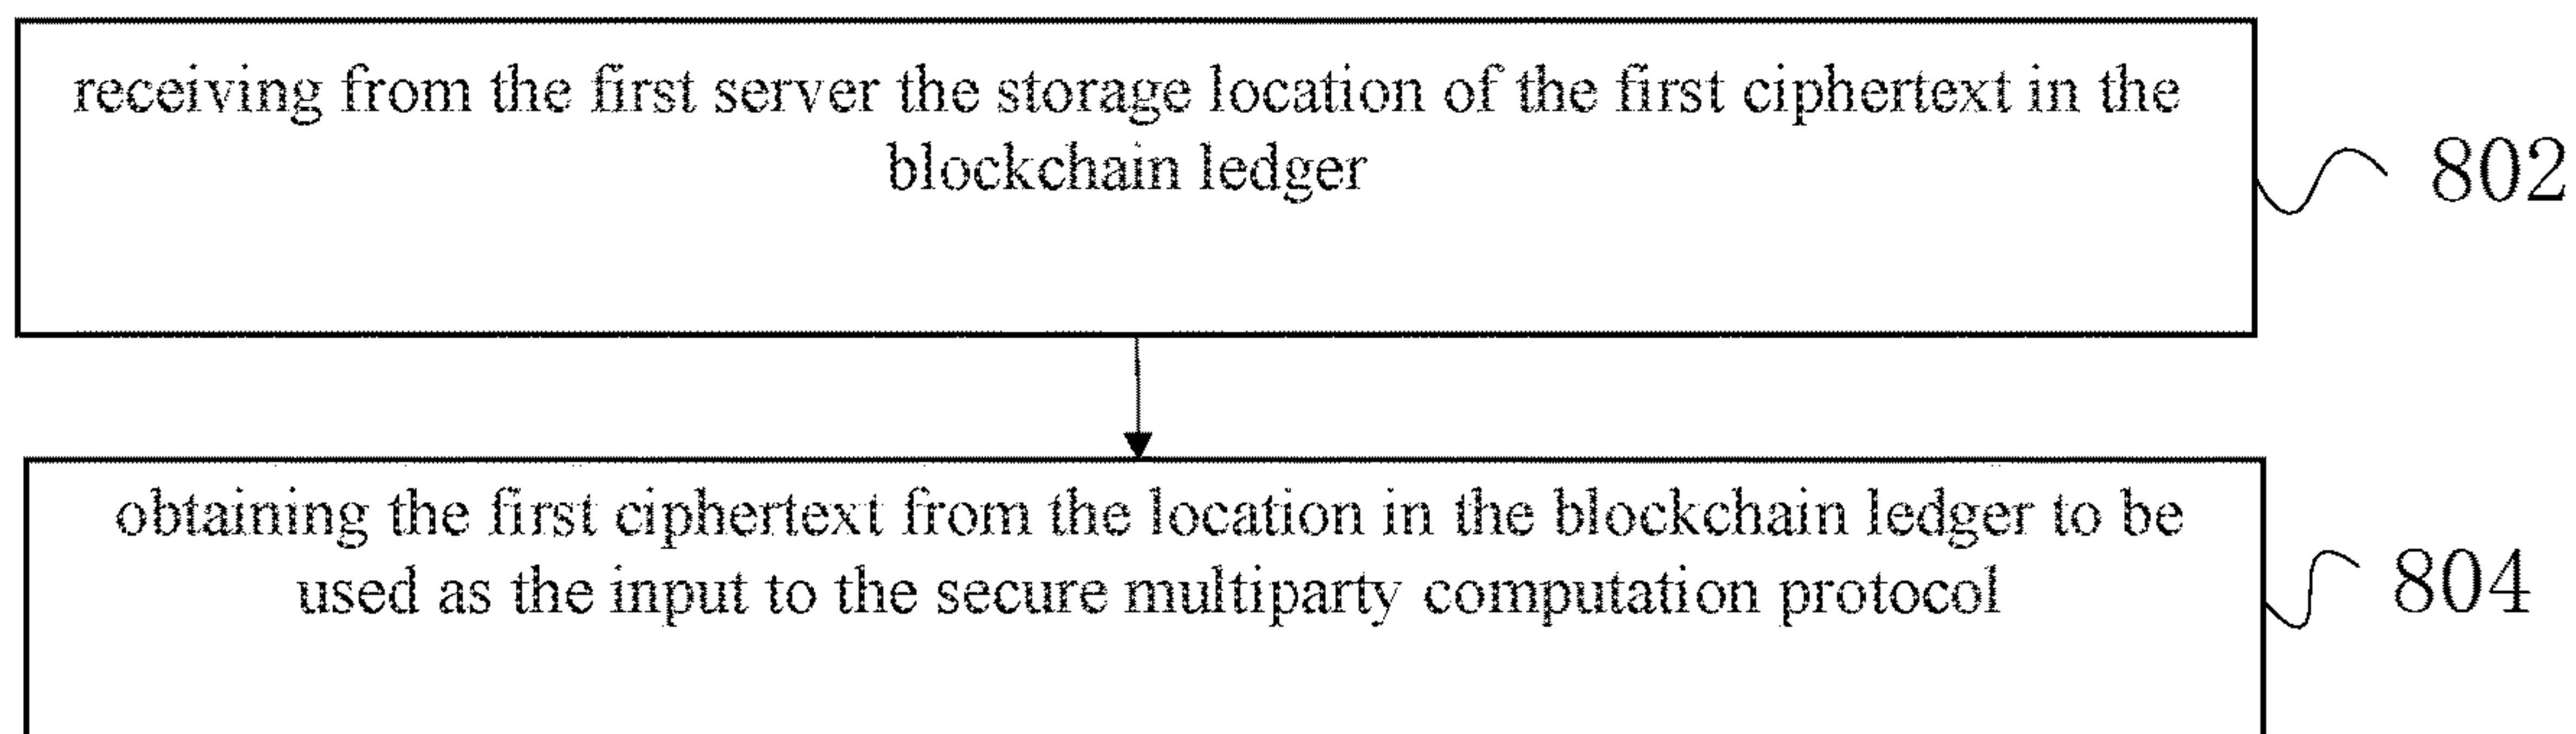 receiving from the first server the storage location of the first ciphertext in the
blockchain ledger
802
obtaining the first ciphertext from the location in the blockchain ledger to be
used as the input to the secure multiparty computation protocol
804